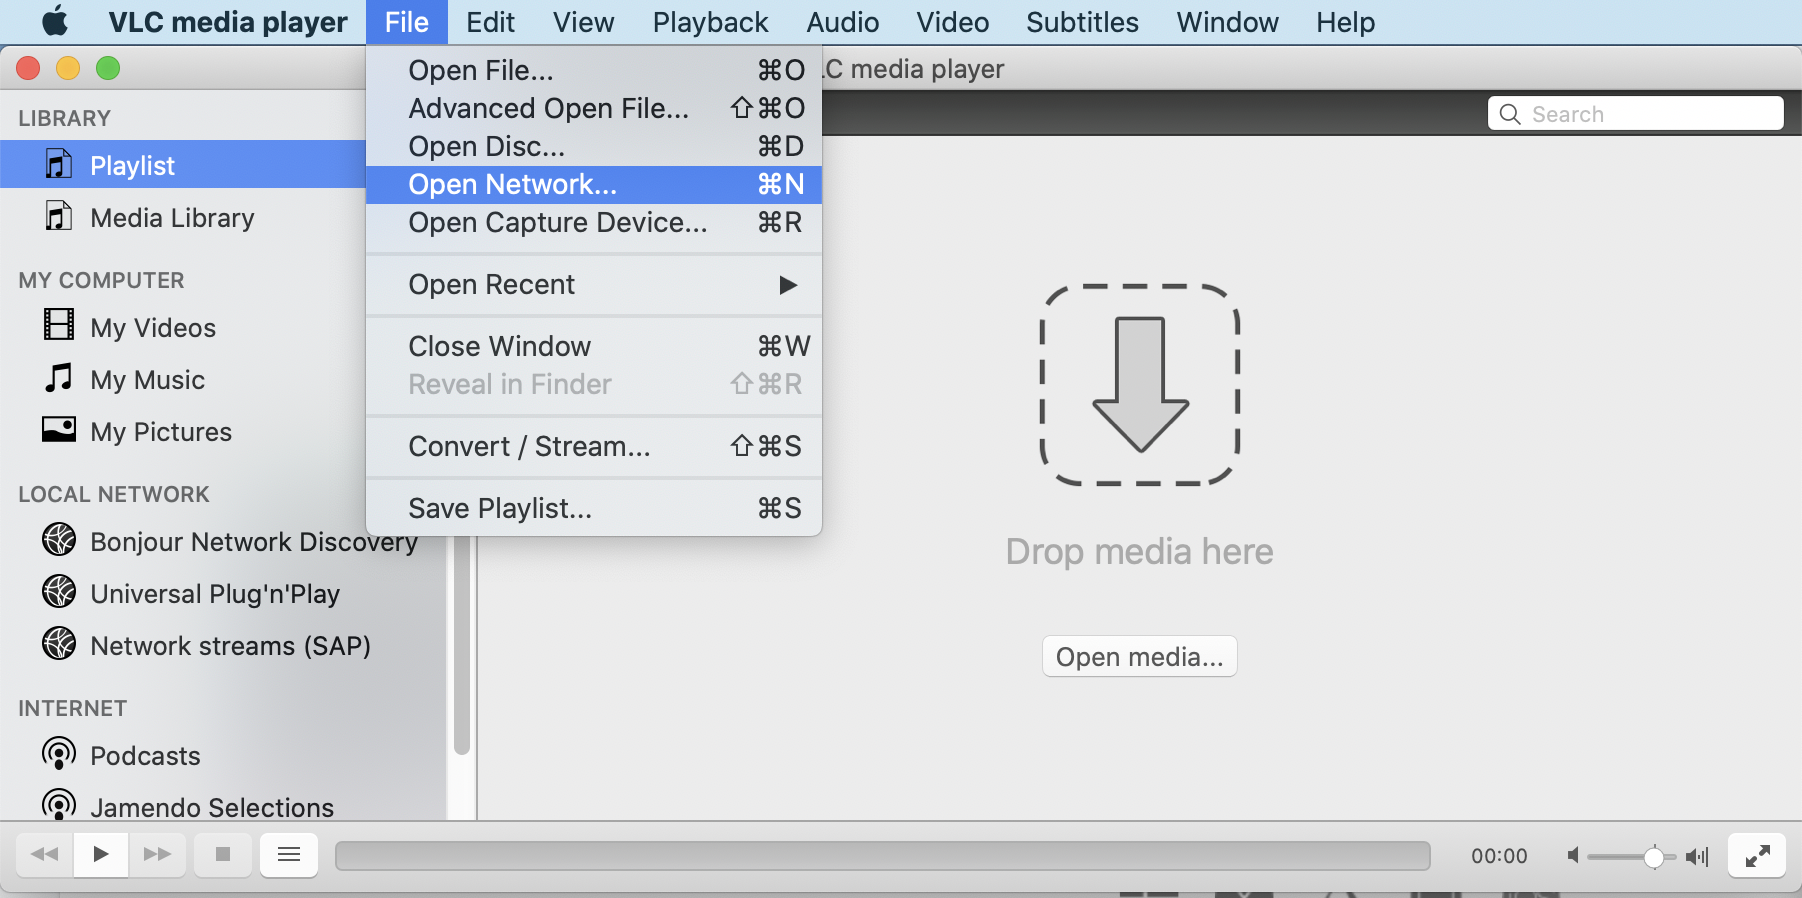 VLC media player File Edit View Playback Audio Video Subtitles Window Help
LC media player
Search
Open File... ⌘O
Advanced Open File... ⇧⌘O
Open Disc... ⌘D
Open Network... ⌘N
Open Capture Device... ⌘R
Open Recent ▶
Close Window ⌘W
Reveal in Finder ⇧⌘R
Convert / Stream... ⇧⌘S
Save Playlist... ⌘S
LIBRARY
Playlist
Media Library
MY COMPUTER
My Videos
My Music
My Pictures
LOCAL NETWORK
Bonjour Network Discovery
Universal Plug'n'Play
Network streams (SAP)
INTERNET
Podcasts
Jamendo Selections
Drop media here
Open media...
00:00